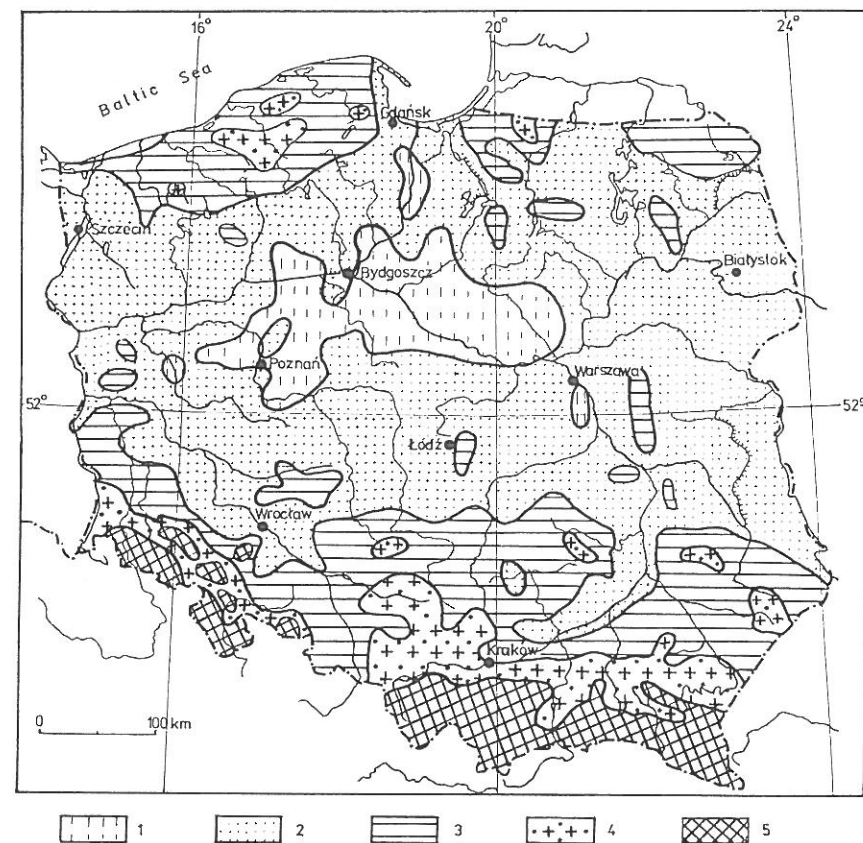 16° 20° 24°
Baltic Sea
Gdańsk
Szczecin
Białystok
Bydgoszcz
Poznań
Warszawa
52° 52°
Łódź
Wrocław
Kraków
0 100 km
1 2 3 4 5